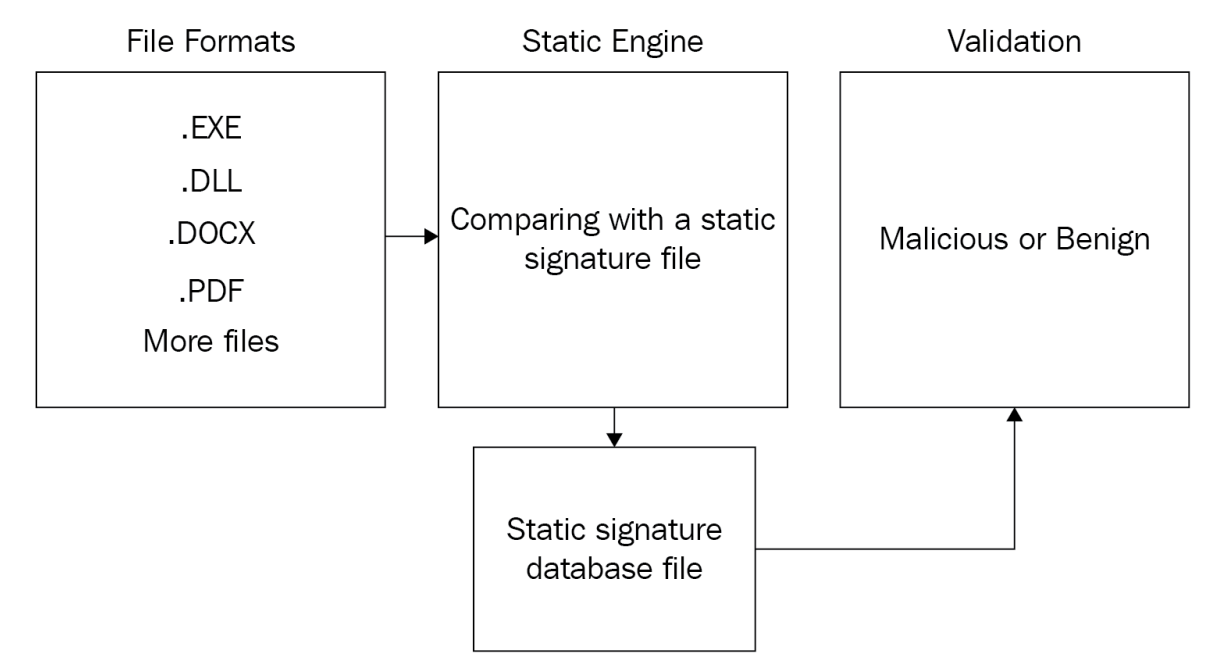 File Formats
.EXE
.DLL
.DOCX
.PDF
More files
Static Engine
Comparing with a static
signature file
Static signature
database file
Validation
Malicious or Benign